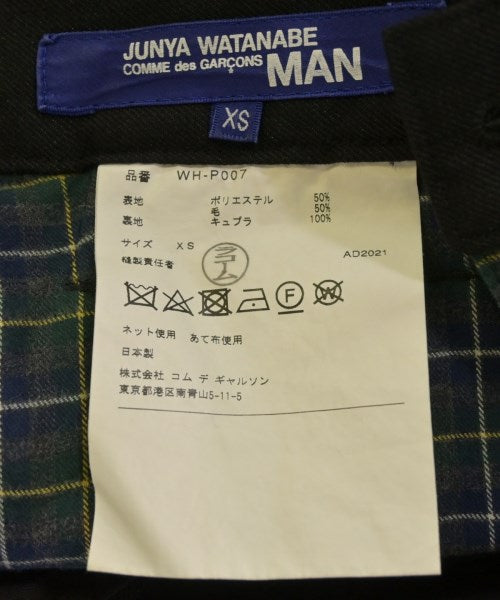 JUNYA WATANABE
COMME des GARÇONS MAN
XS
品番 WH-P007
表地 ポリエステル 50%
毛 50%
裏地 キュプラ 100%
サイズ XS
縫製責任者
AD2021
F
W
ネット使用 あて布使用
日本製
株式会社 コム デ ギャルソン
東京都港区南青山5-11-5